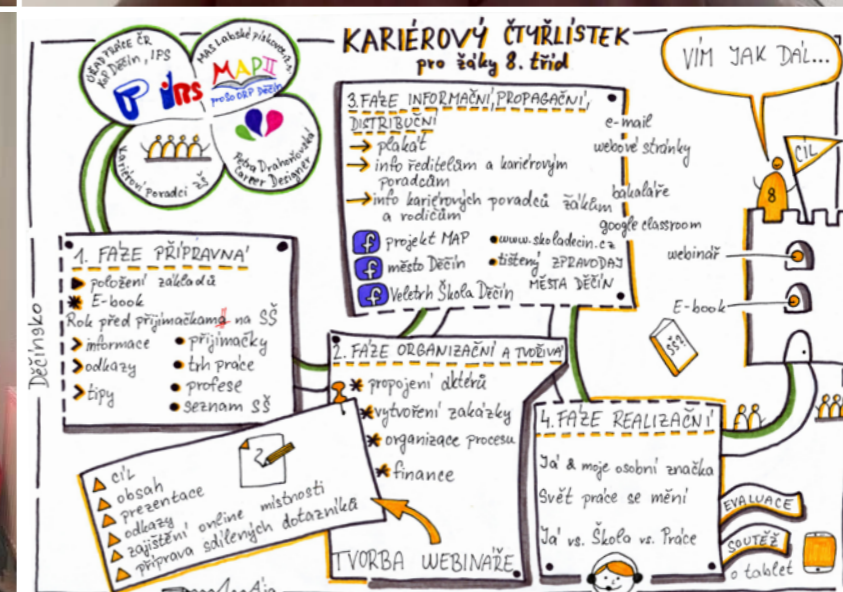 KARIÉROVÝ ČTYŘLÍSTEK
pro žáky 8. tříd
ÚŘAD PRÁCE ČR
KoP Děčín, IPS
IPS
MAS Labské pískovce, z.s.
MAP II
pro SO ORP Děčín
Kariéroví poradci ZŠ
Petra Drahoňovská
Career Designer
VÍM JAK DÁL...
CÍL
8
Děčínsko
1. FÁZE PŘÍPRAVNÁ
položení základů
E-book
Rok před přijímačkama na SŠ
informace
odkazy
tipy
přijímačky
trh práce
profese
seznam SŠ
3. FÁZE INFORMAČNÍ, PROPAGAČNÍ,
DISTRIBUČNÍ
plakát
info ředitelům a kariérovým
poradcům
info kariérových poradců žákům
a rodičům
projekt MAP
město Děčín
Veletrh Škola Děčín
www.skoladecin.cz
tištěný ZPRAVODAJ
MĚSTA DĚČÍN
e-mail
webové stránky
bakaláře
google classroom
webinář
E-book
SŠ?
2. FÁZE ORGANIZAČNÍ A TVOŘIVÁ
propojení aktérů
vytvoření zakázky
organizace procesu
finance
TVORBA WEBINÁŘE
CÍL
obsah
prezentace
odkazy
zajištění online místnosti
příprava sdílených dotazníků
4. FÁZE REALIZAČNÍ
Já & moje osobní značka
Svět práce se mění
Já vs. Škola vs. Práce
EVALUACE
SOUTĚŽ
o tablet